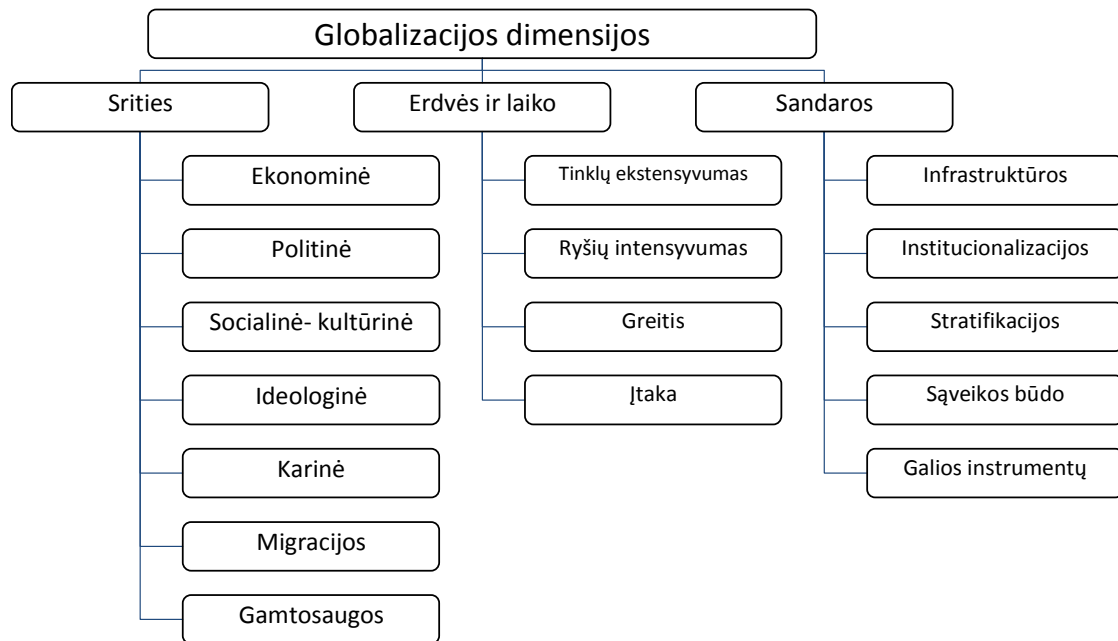 Globalizacijos dimensijos
Srities
Ekonominė
Politinė
Socialinė- kultūrinė
Ideologinė
Karinė
Migracijos
Gamtosaugos
Erdvės ir laiko
Tinklų ekstensyvumas
Ryšių intensyvumas
Greitis
Įtaka
Sandaros
Infrastruktūros
Institucionalizacijos
Stratifikacijos
Sąveikos būdo
Galios instrumentų